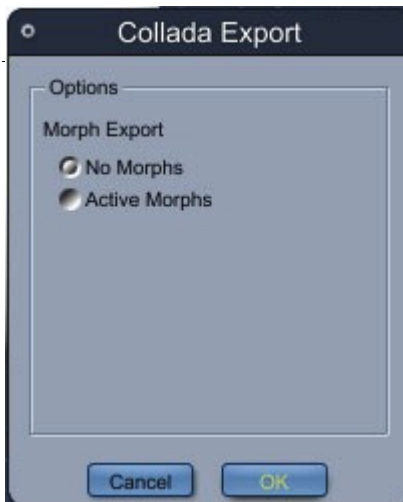 Collada Export
Options
Morph Export
No Morphs
Active Morphs
Cancel OK